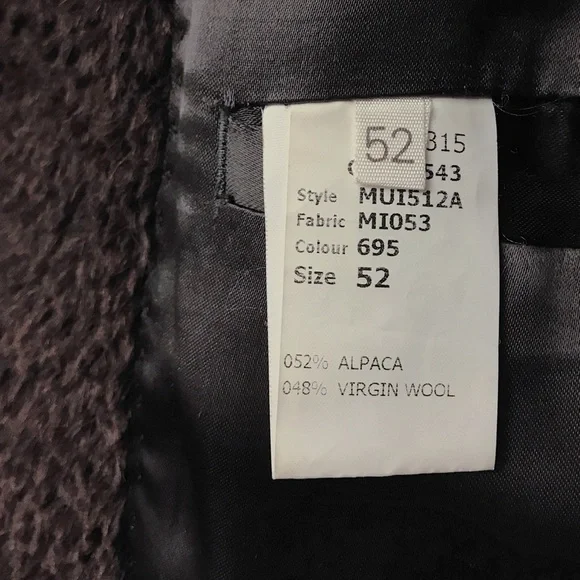 52
315
543
Style MUI512A
Fabric MI053
Colour 695
Size 52
052% ALPACA
048% VIRGIN WOOL